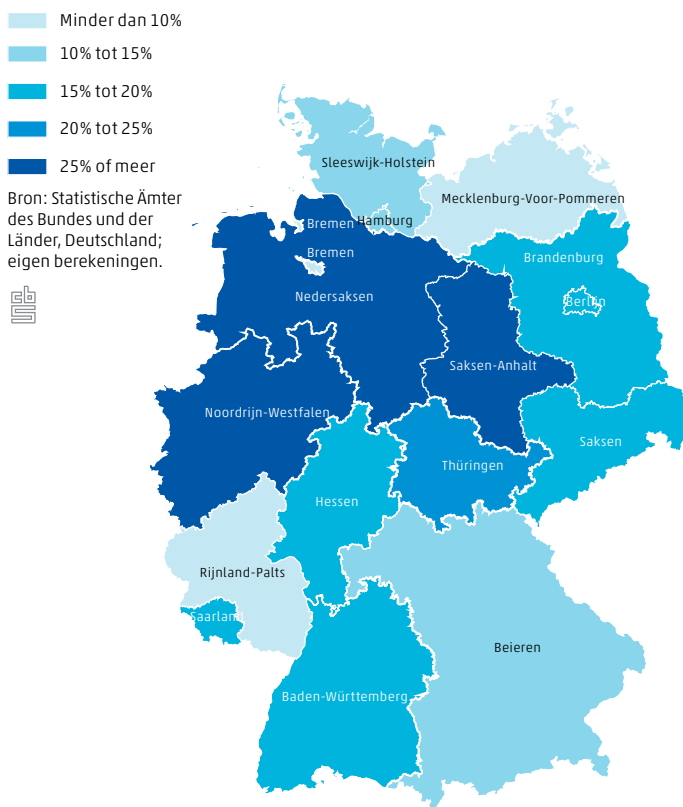 Minder dan 10%
10% tot 15%
15% tot 20%
20% tot 25%
25% of meer
Bron: Statistische Ämter
des Bundes und der
Länder, Deutschland;
eigen berekeningen.
cbs
Sleeswijk-Holstein
Mecklenburg-Voor-Pommeren
Hamburg
Bremen
Bremen
Brandenburg
Nedersaksen
Berlijn
Saksen-Anhalt
Noordrijn-Westfalen
Saksen
Thüringen
Hessen
Rijnland-Palts
Saarland
Beieren
Baden-Württemberg